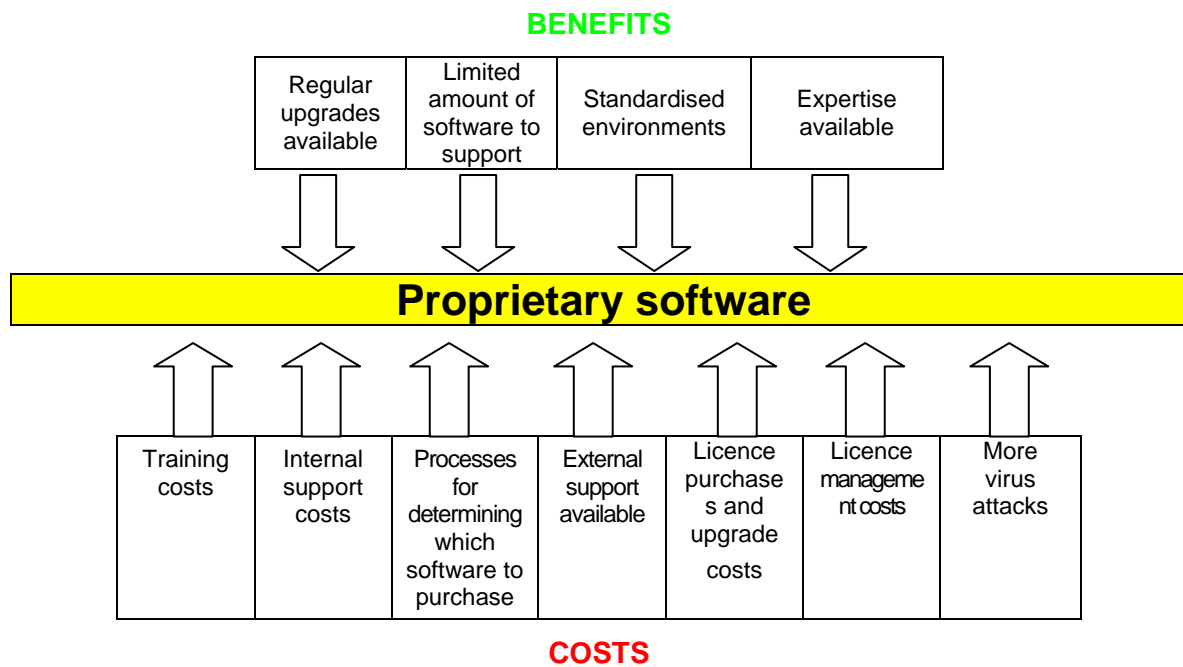 BENEFITS
Regular
upgrades
available
Limited
amount of
software to
support
Standardised
environments
Expertise
available
Proprietary software
Training
costs
Internal
support
costs
Processes
for
determining
which
software to
purchase
External
support
available
Licence
purchase
s and
upgrade
costs
Licence
manageme
nt costs
More
virus
attacks
COSTS